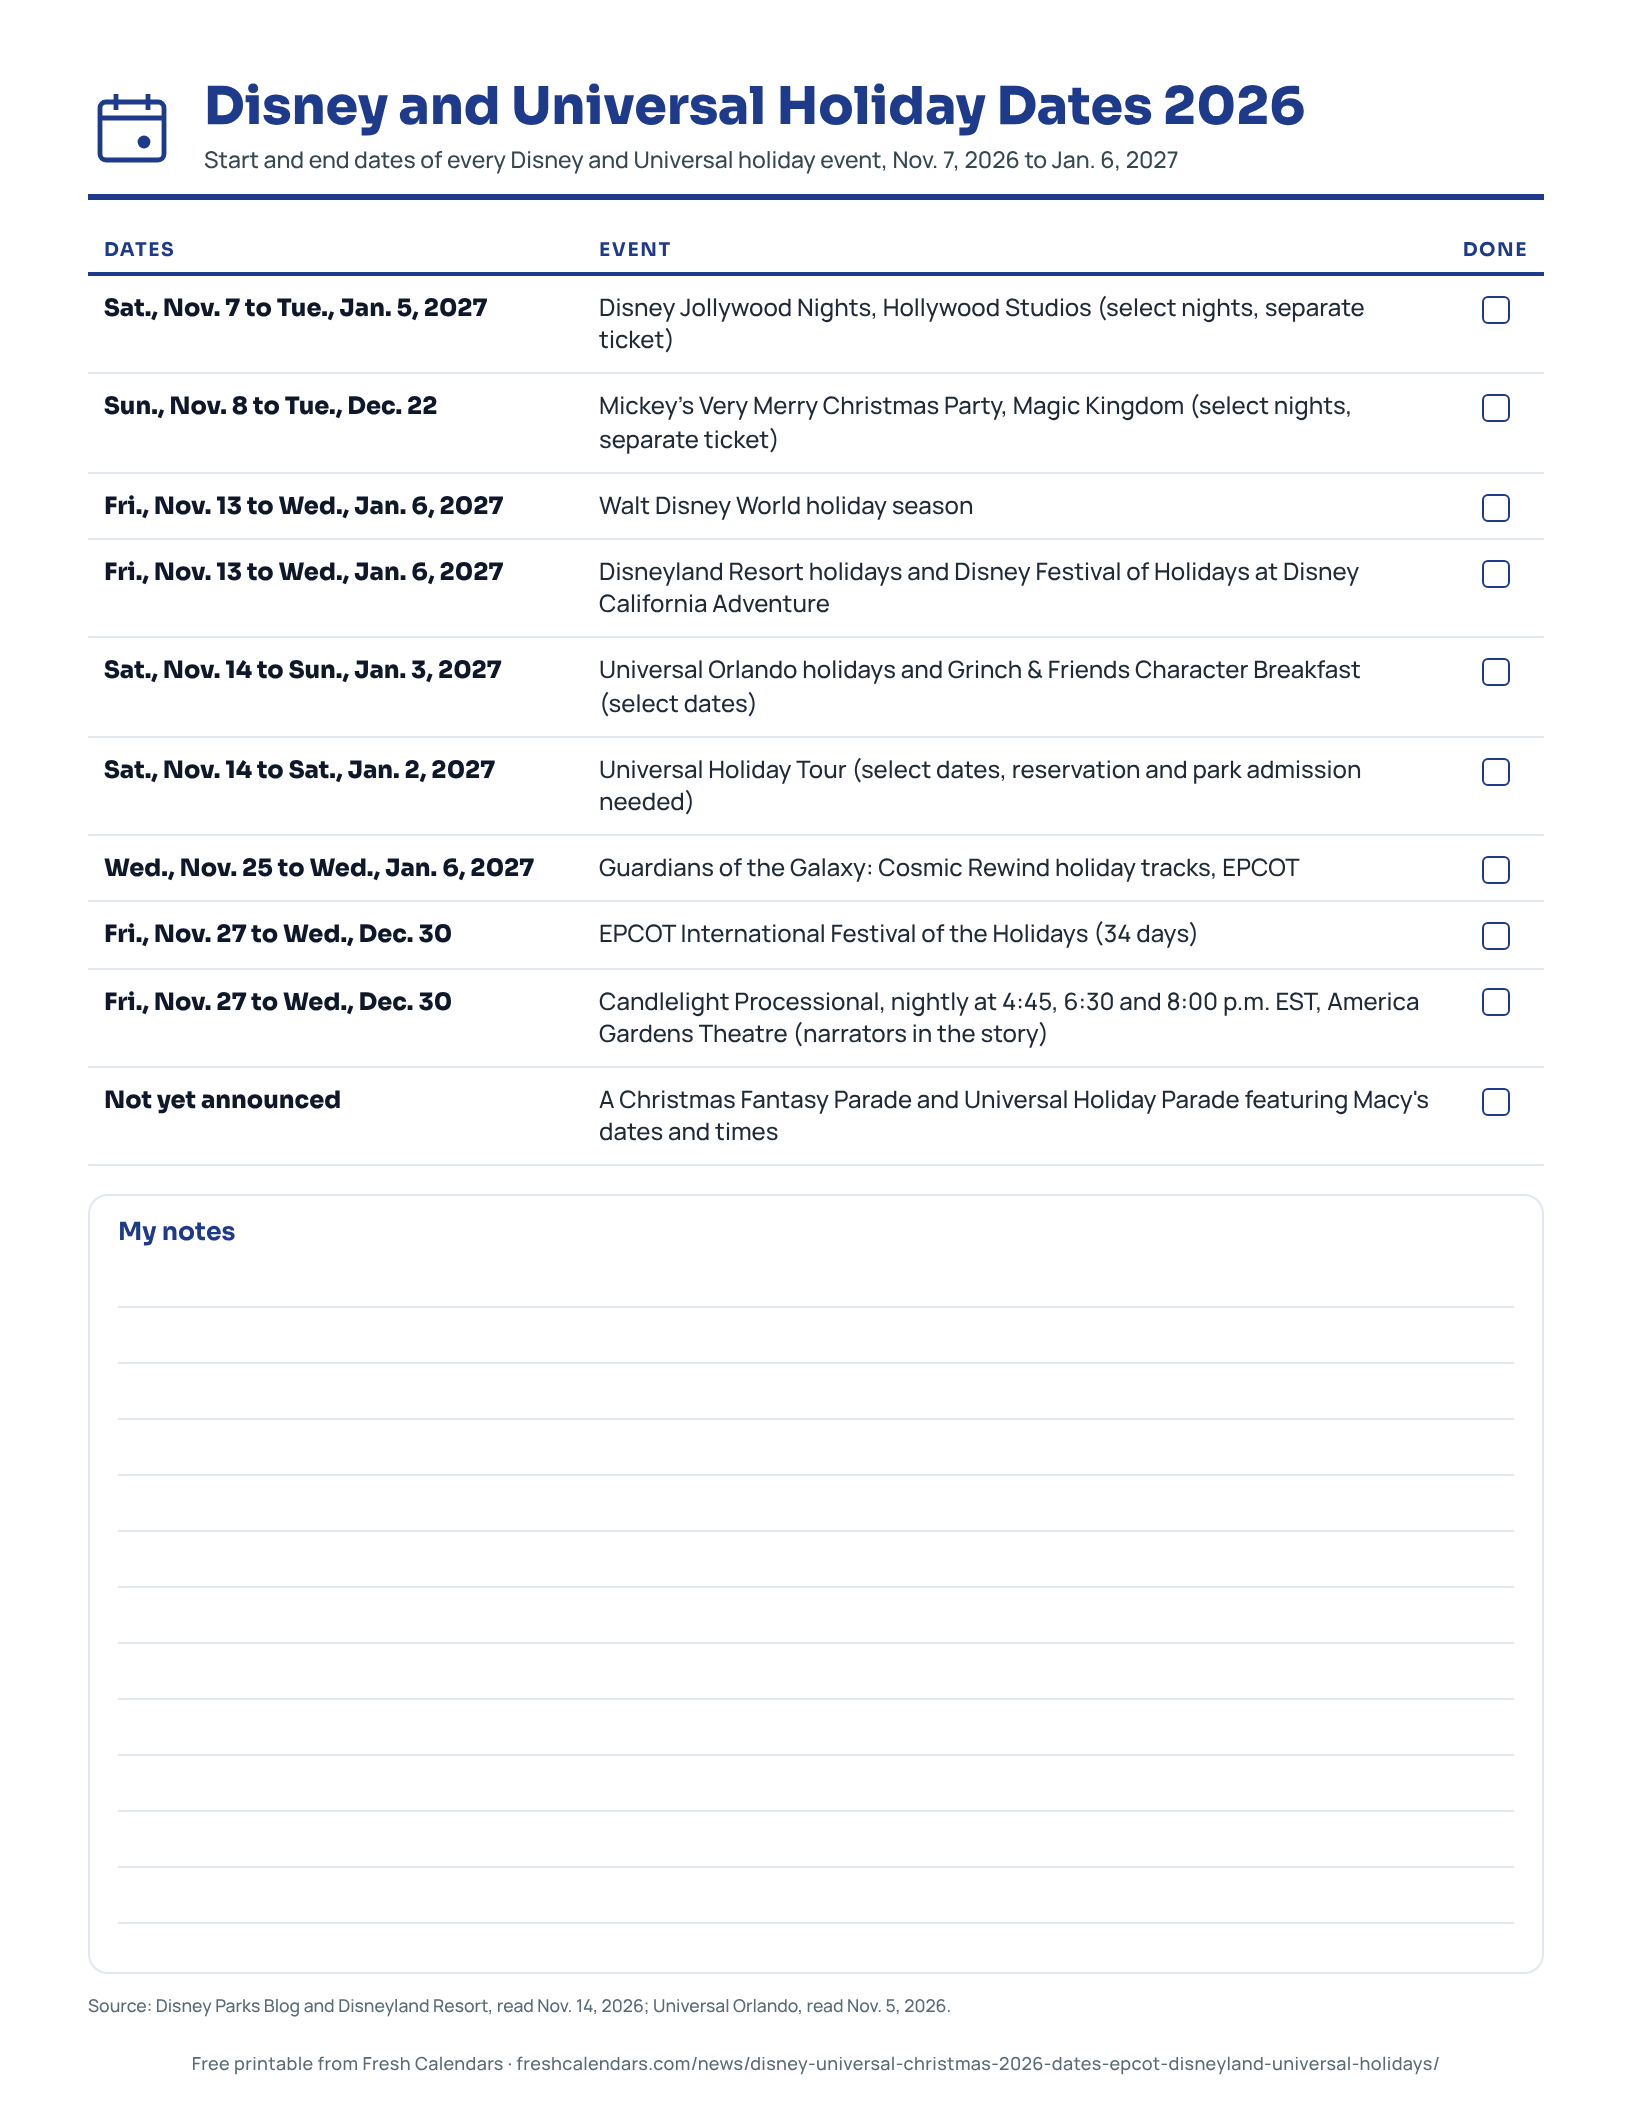 Disney and Universal Holiday Dates 2026
Start and end dates of every Disney and Universal holiday event, Nov. 7, 2026 to Jan. 6, 2027
DATES EVENT DONE
Sat., Nov. 7 to Tue., Jan. 5, 2027 Disney Jollywood Nights, Hollywood Studios (select nights, separate
ticket)
Sun., Nov. 8 to Tue., Dec. 22 Mickey’s Very Merry Christmas Party, Magic Kingdom (select nights,
separate ticket)
Fri., Nov. 13 to Wed., Jan. 6, 2027 Walt Disney World holiday season
Fri., Nov. 13 to Wed., Jan. 6, 2027 Disneyland Resort holidays and Disney Festival of Holidays at Disney
California Adventure
Sat., Nov. 14 to Sun., Jan. 3, 2027 Universal Orlando holidays and Grinch & Friends Character Breakfast
(select dates)
Sat., Nov. 14 to Sat., Jan. 2, 2027 Universal Holiday Tour (select dates, reservation and park admission
needed)
Wed., Nov. 25 to Wed., Jan. 6, 2027 Guardians of the Galaxy: Cosmic Rewind holiday tracks, EPCOT
Fri., Nov. 27 to Wed., Dec. 30 EPCOT International Festival of the Holidays (34 days)
Fri., Nov. 27 to Wed., Dec. 30 Candlelight Processional, nightly at 4:45, 6:30 and 8:00 p.m. EST, America
Gardens Theatre (narrators in the story)
Not yet announced A Christmas Fantasy Parade and Universal Holiday Parade featuring Macy's
dates and times
My notes
Source: Disney Parks Blog and Disneyland Resort, read Nov. 14, 2026; Universal Orlando, read Nov. 5, 2026.
Free printable from Fresh Calendars · freshcalendars.com/news/disney-universal-christmas-2026-dates-epcot-disneyland-universal-holidays/